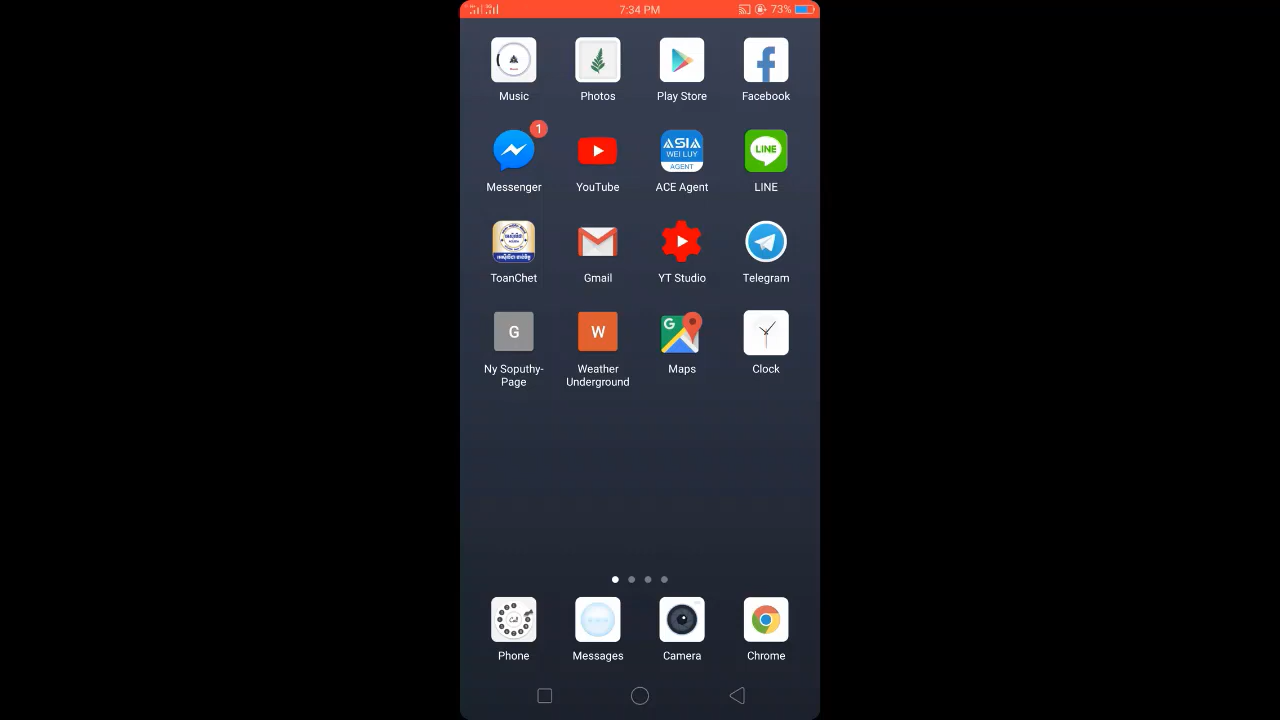 7:34 PM
73%
Music
Photos
Play Store
Facebook
1
Messenger
YouTube
ASIA
WEI LUY
AGENT
ACE Agent
LINE
LINE
ToanChet
Gmail
YT Studio
Telegram
G
W
G
Ny Soputhy-
Page
Weather
Underground
Maps
Clock
Call
Phone
Messages
Camera
Chrome